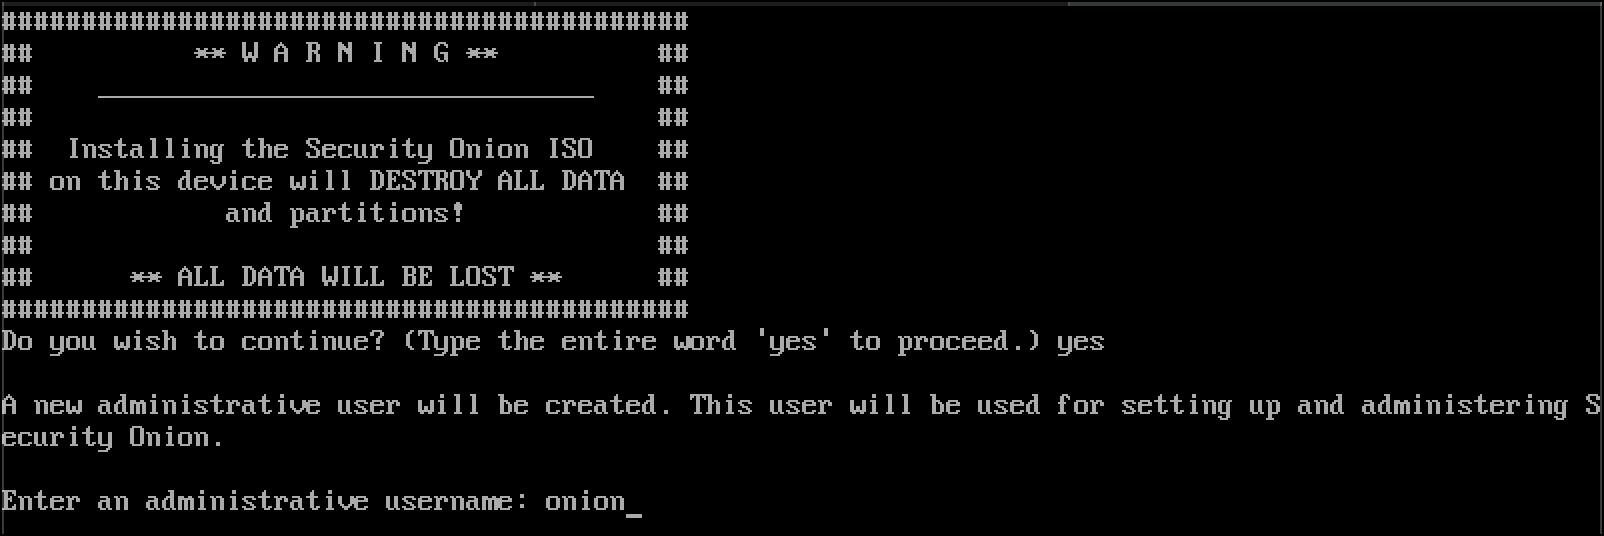 ###########################################
## ** W A R N I N G ** ##
## _______________________________ ##
## ##
## Installing the Security Onion ISO ##
## on this device will DESTROY ALL DATA ##
## and partitions! ##
## ##
## ** ALL DATA WILL BE LOST ** ##
###########################################
Do you wish to continue? (Type the entire word 'yes' to proceed.) yes
A new administrative user will be created. This user will be used for setting up and administering S
ecurity Onion.
Enter an administrative username: onion_